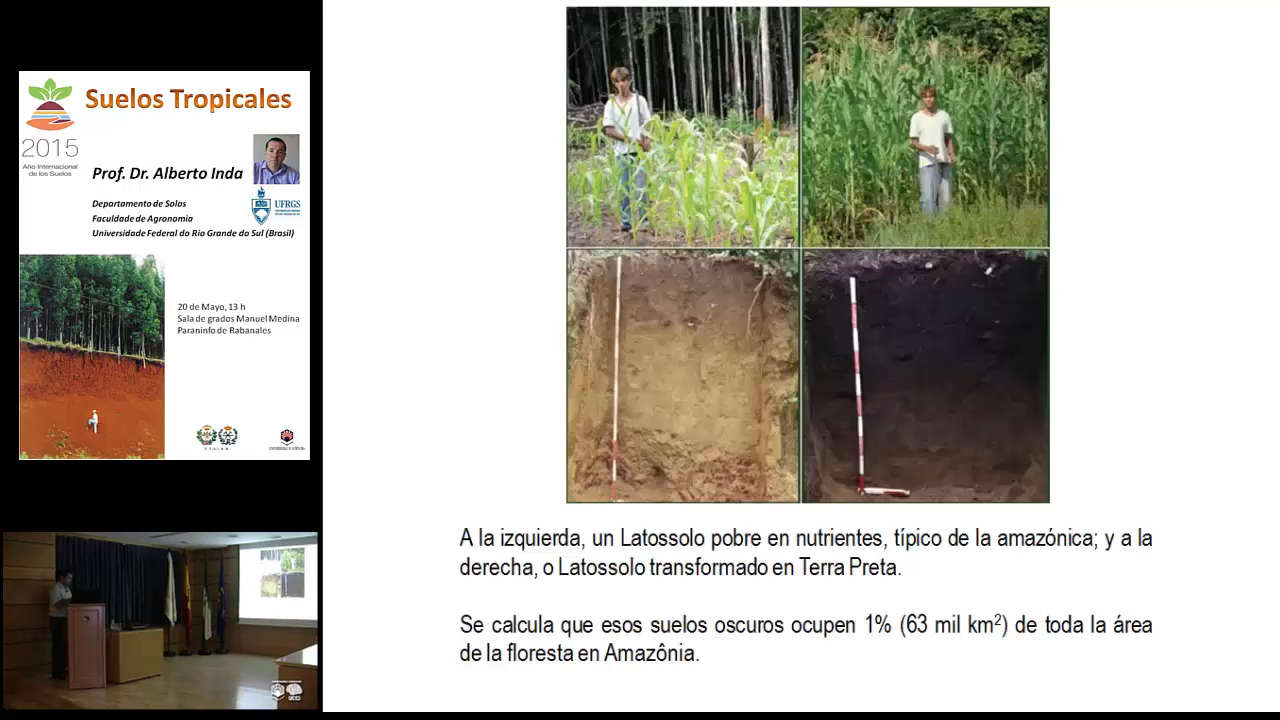 Suelos Tropicales
2015
Año Internacional
de los Suelos
Prof. Dr. Alberto Inda
UFRGS
Departamento de Solos
Faculdade de Agronomia
Universidade Federal do Rio Grande do Sul (Brasil)
20 de Mayo, 13 h
Sala de grados Manuel Medina
Paraninfo de Rabanales
A la izquierda, un Latossolo pobre en nutrientes, típico de la amazónica; y a la
derecha, o Latossolo transformado en Terra Preta.
Se calcula que esos suelos oscuros ocupen 1% (63 mil km²) de toda la área
de la floresta en Amazônia.